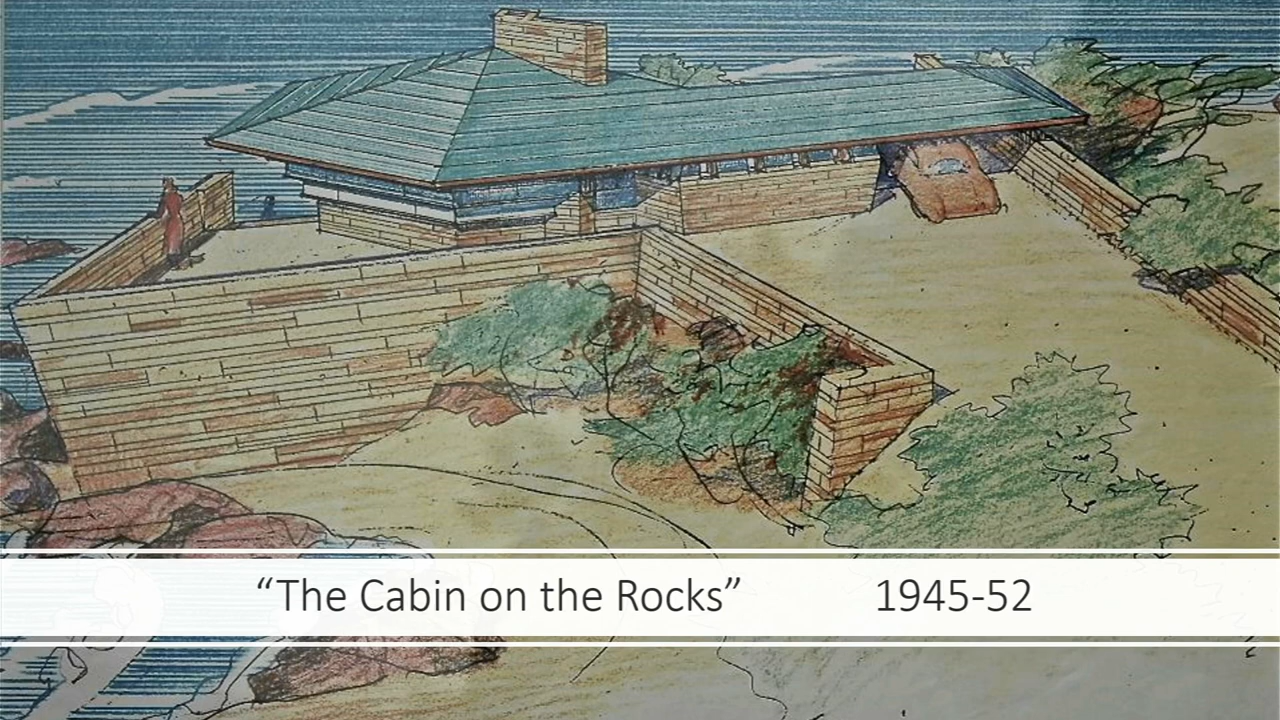 “The Cabin on the Rocks” 1945-52